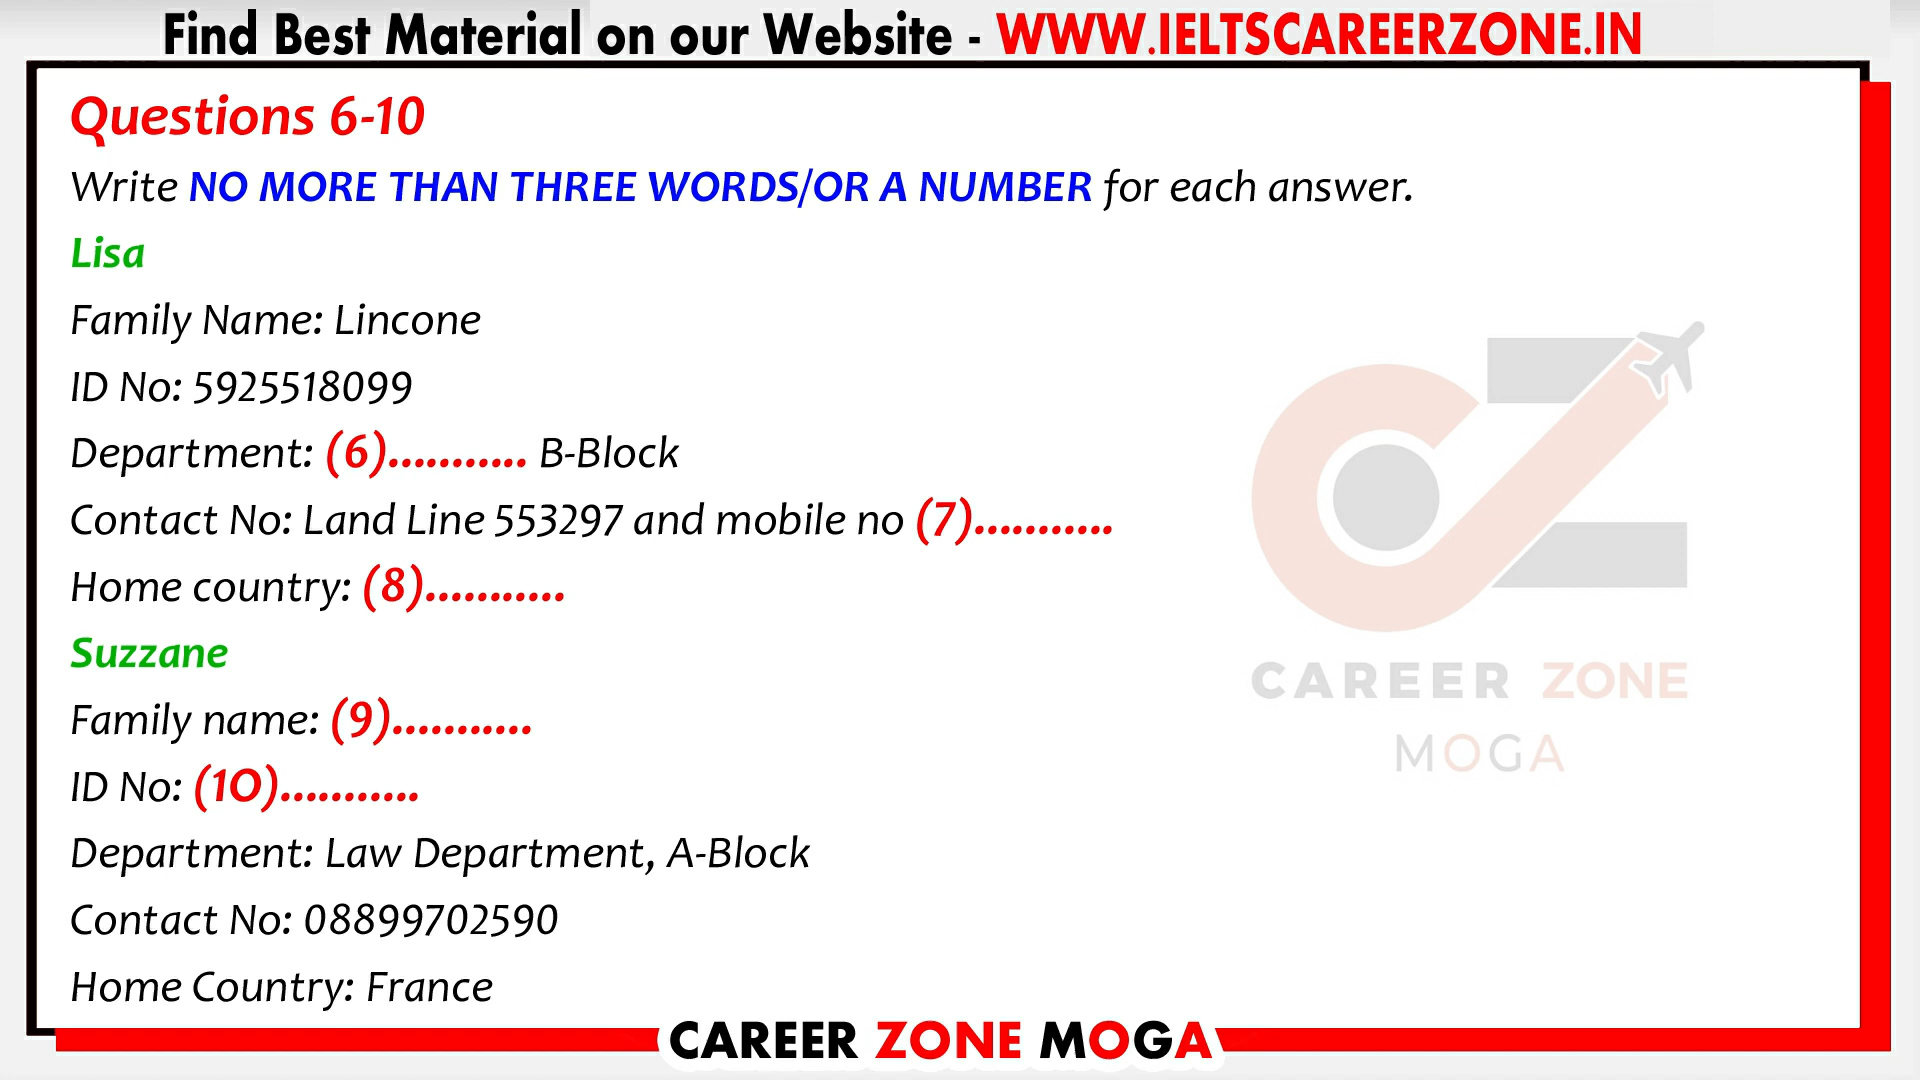 Find Best Material on our Website - WWW.IELTSCAREERZONE.IN
Questions 6-10
Write NO MORE THAN THREE WORDS/OR A NUMBER for each answer.
Lisa
Family Name: Lincone
ID No: 5925518099
Department: (6)........... B-Block
Contact No: Land Line 553297 and mobile no (7)...........
Home country: (8)...........
Suzzane
Family name: (9)...........
ID No: (10)...........
Department: Law Department, A-Block
Contact No: 08899702590
Home Country: France
CAREER ZONE
MOGA
CAREER ZONE MOGA